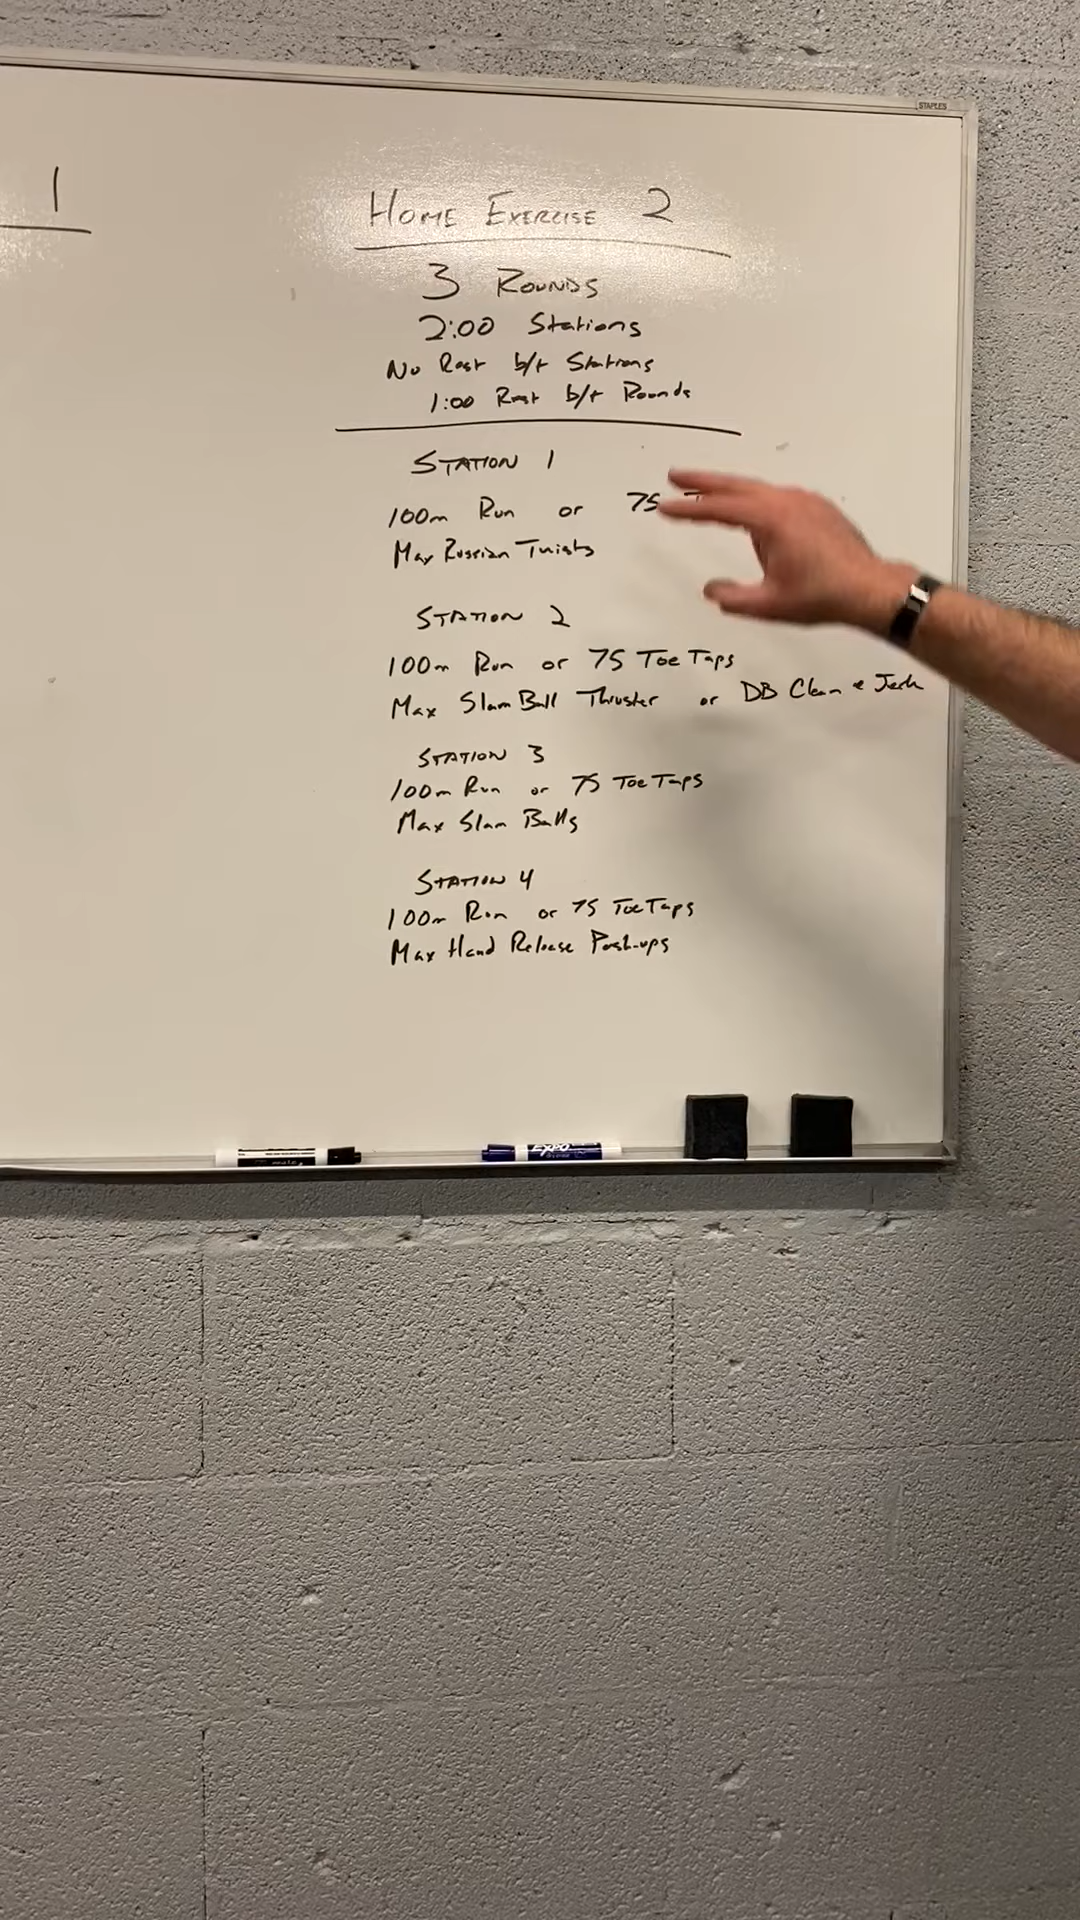 STAPLES
1
HOME EXERCISE 2
3 ROUNDS
2:00 Stations
No Rest b/t Stations
1:00 Rest b/t Rounds
STATION 1
100m Run or 75 T
Max Russian Twists
STATION 2
100m Run or 75 Toe Taps
Max Slam Ball Thruster or DB Clean & Jerk
STATION 3
100m Run or 75 Toe Taps
Max Slam Balls
STATION 4
100m Run or 75 Toe Taps
Max Hand Release Push-ups
EXPO